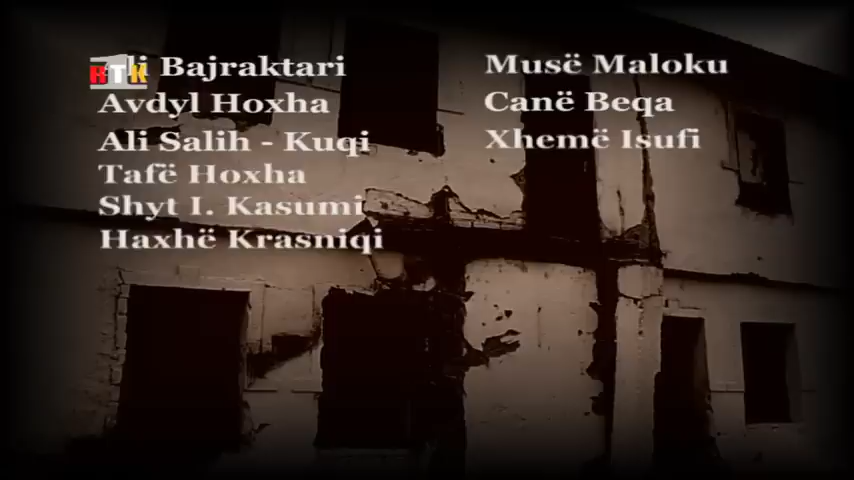 RTK
Ali Bajraktari
Avdyl Hoxha
Ali Salih - Kuqi
Tafë Hoxha
Shyt I. Kasumi
Haxhë Krasniqi
Musë Maloku
Canë Beqa
Xhemë Isufi